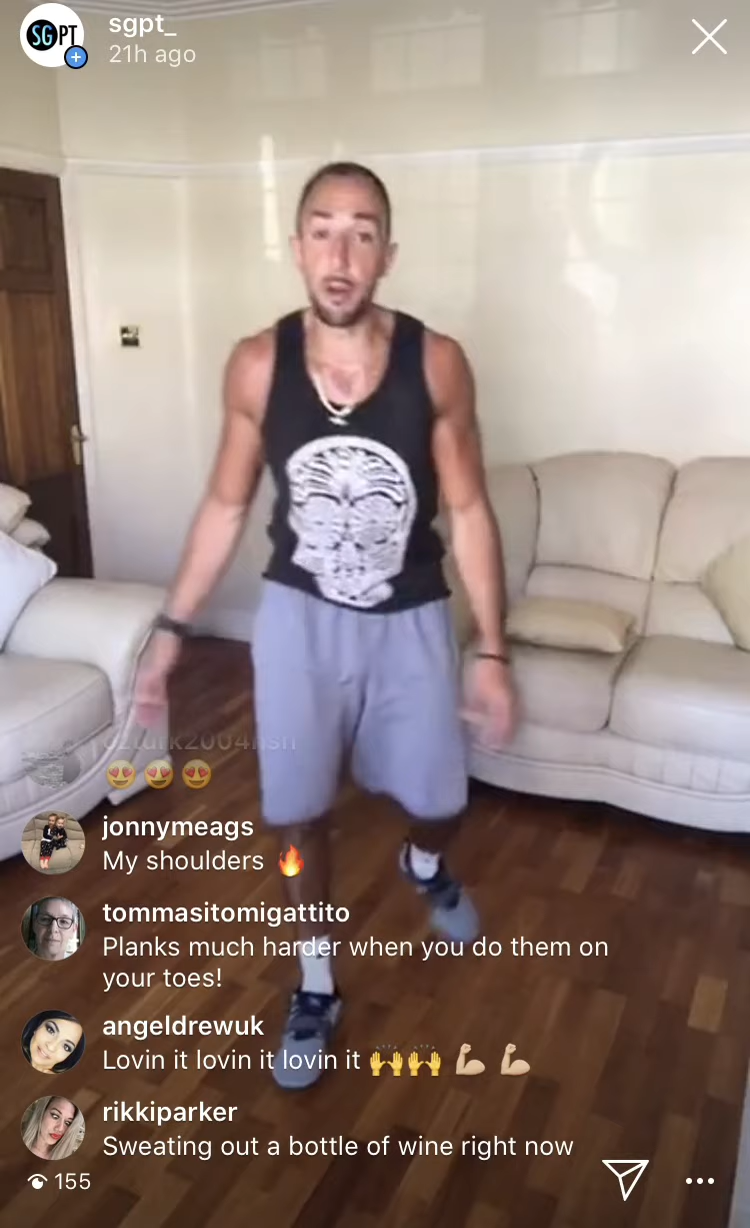 SGPT
sgpt_
21h ago
😍 😍 😍
jonnymeags
My shoulders 🔥
tommasitomigattito
Planks much harder when you do them on
your toes!
angeldrewuk
Lovin it lovin it lovin it 🙌🙌 💪🏼 💪🏼
rikkiparker
Sweating out a bottle of wine right now
155